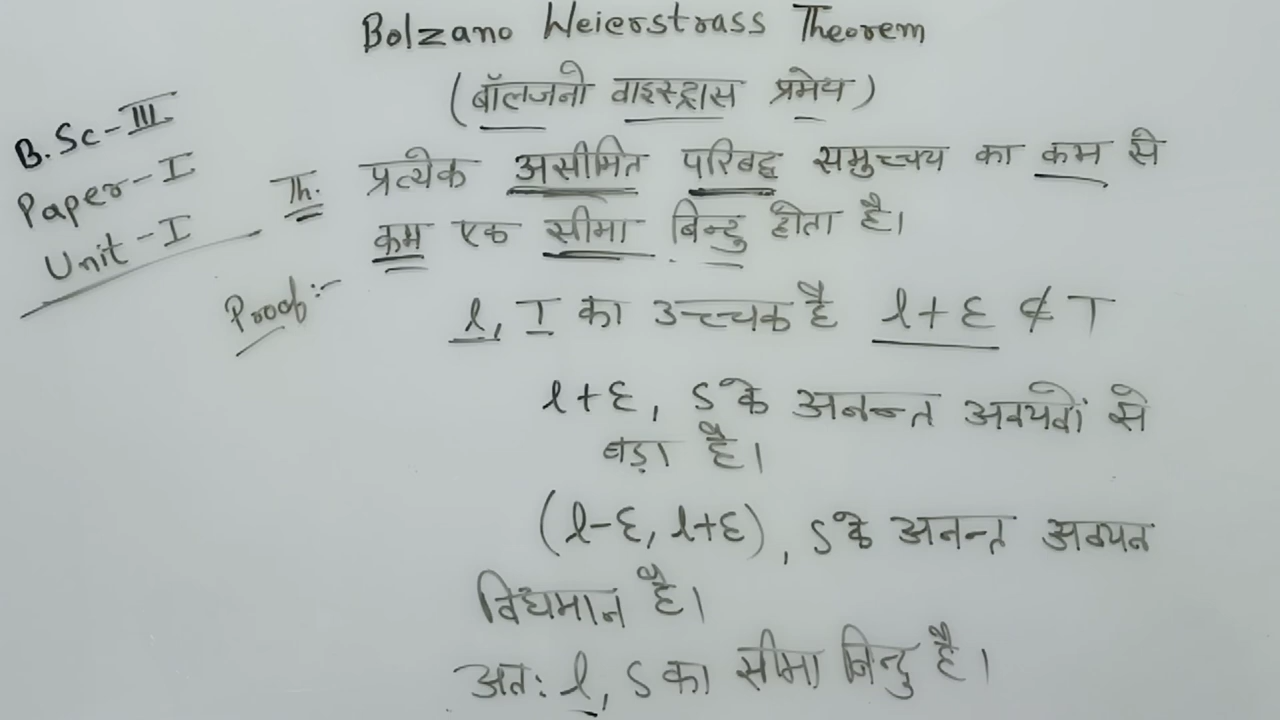 Bolzano Weierstrass Theorem
(बॉलजनो वाइस्ट्रास प्रमेय)
B.Sc-III
Paper-I
Unit-I
Th: प्रत्येक असीमित परिबद्ध समुच्चय का कम से
कम एक सीमा बिन्दु होता है।
Proof:-
l, T का उच्चक है l+ε ∉ T
l+ε, S के अनन्त अवयवों से
बड़ा है।
(l-ε, l+ε), S के अनन्त अवयव
विधमान है।
अत: l, S का सीमा बिन्दु है।